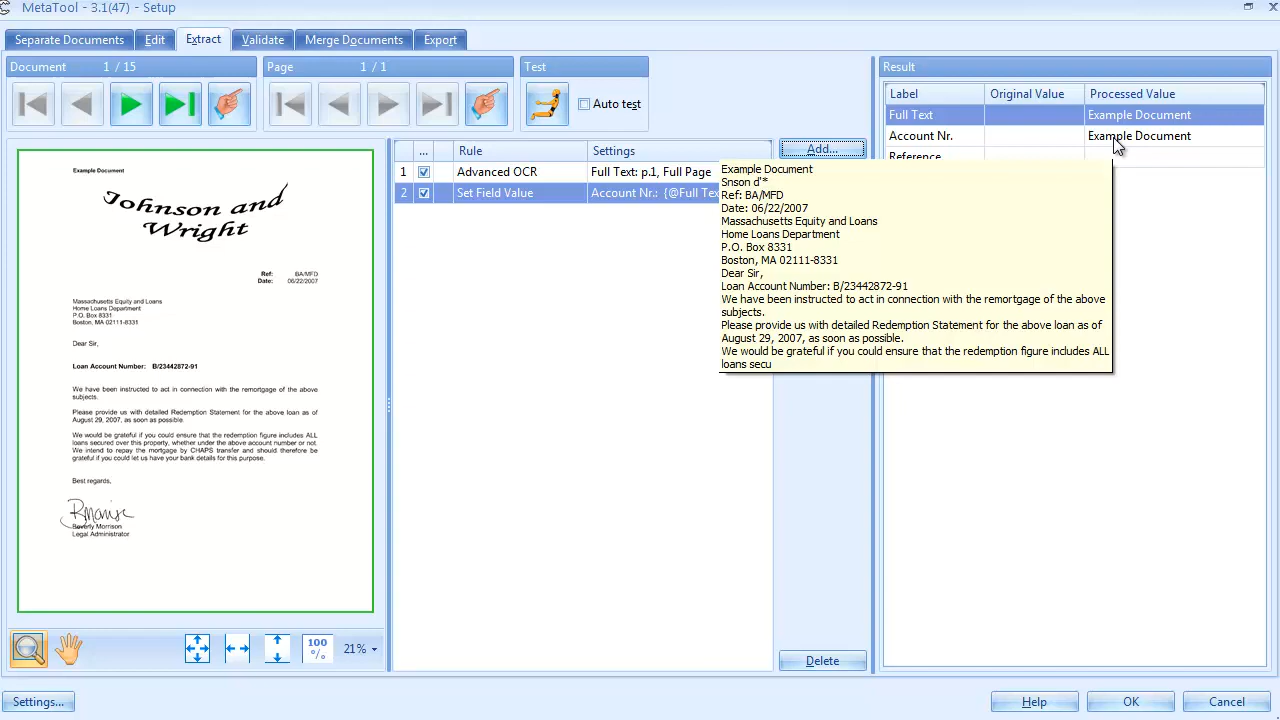 MetaTool - 3.1(47) - Setup
Separate Documents
Edit
Extract
Validate
Merge Documents
Export
Document 1 / 15
Page 1 / 1
Test
Auto test
Result
Label Original Value Processed Value
Full Text Example Document
Account Nr. Example Document
Reference
... Rule Settings
1 Advanced OCR Full Text: p.1, Full Page
2 Set Field Value Account Nr.: {@Full Tex
Add...
Example Document
Snson d'*
Ref: BA/MFD
Date: 06/22/2007
Massachusetts Equity and Loans
Home Loans Department
P.O. Box 8331
Boston, MA 02111-8331
Dear Sir,
Loan Account Number: B/23442872-91
We have been instructed to act in connection with the remortgage of the above
subjects.
Please provide us with detailed Redemption Statement for the above loan as of
August 29, 2007, as soon as possible.
We would be grateful if you could ensure that the redemption figure includes ALL
loans secu
Example Document
Johnson and
Wright
Ref: BA/MFD
Date: 06/22/2007
Massachusetts Equity and Loans
Home Loans Department
P.O. Box 8331
Boston, MA 02111-8331
Dear Sir,
Loan Account Number: B/23442872-91
We have been instructed to act in connection with the remortgage of the above
subjects.
Please provide us with detailed Redemption Statement for the above loan as of
August 29, 2007, as soon as possible.
We would be grateful if you could ensure that the redemption figure includes ALL
loans secured over this property, whether under the above account number or not.
We intend to repay the mortgage by CHAPS transfer and should therefore be
grateful if you could let us have your bank details for this purpose.
Best regards,
Beverly Morrison
Legal Administrator
100
%
21%
Delete
Settings...
Help
OK
Cancel